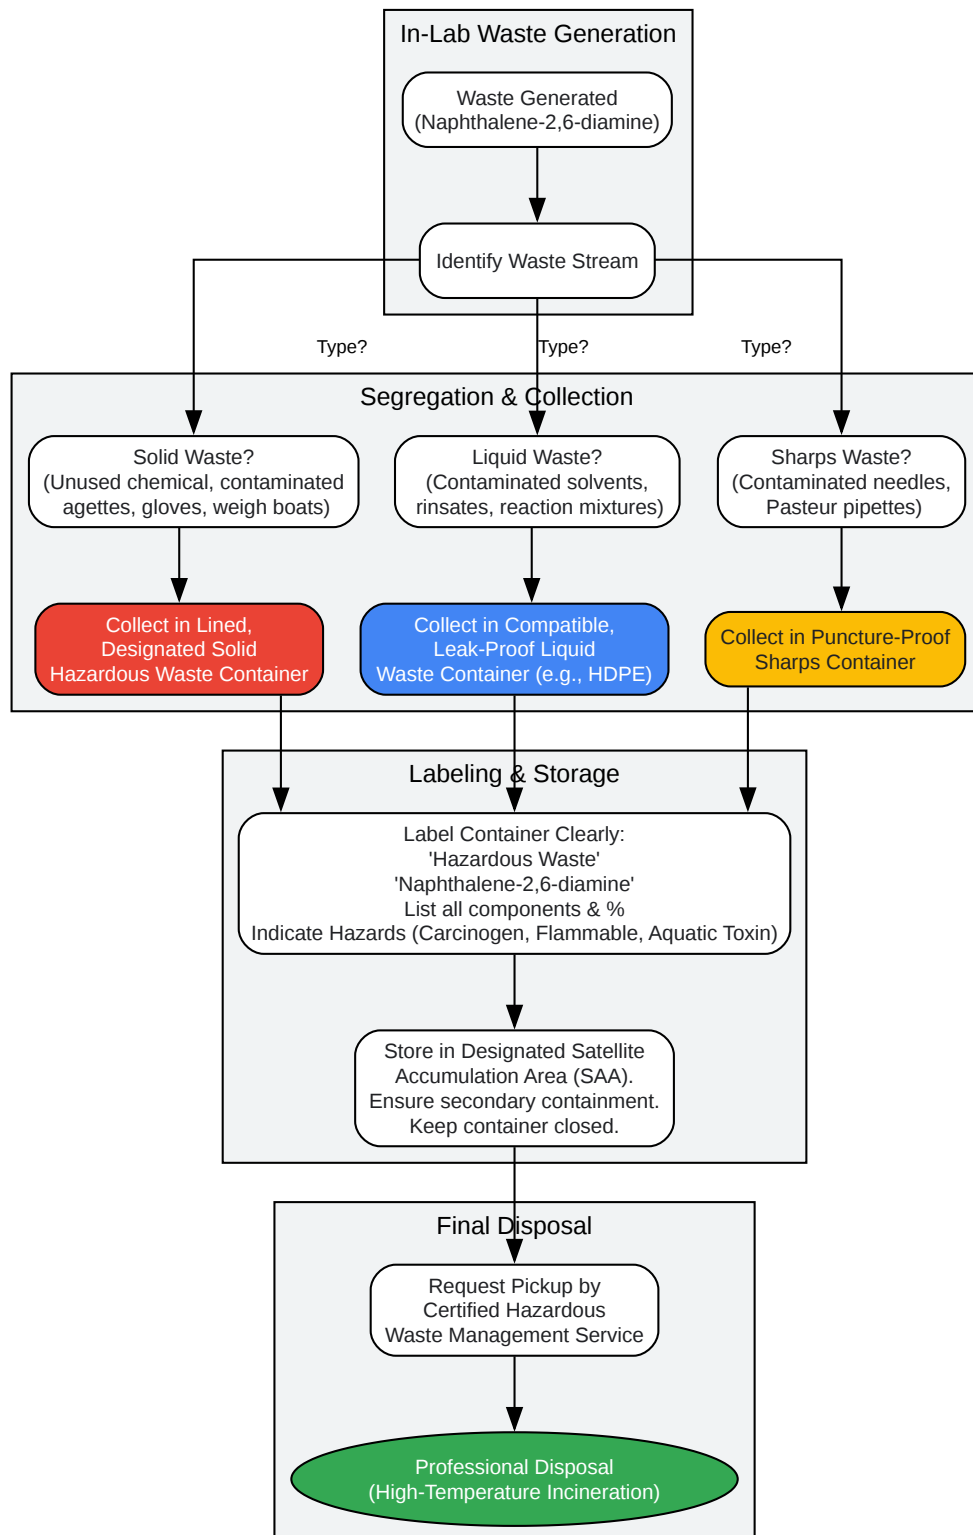 In-Lab Waste Generation
Waste Generated
(Naphthalene-2,6-diamine)
Identify Waste Stream
Type?
Type?
Type?
Segregation & Collection
Solid Waste?
(Unused chemical, contaminated
agettes, gloves, weigh boats)
Liquid Waste?
(Contaminated solvents,
rinsates, reaction mixtures)
Sharps Waste?
(Contaminated needles,
Pasteur pipettes)
Collect in Lined,
Designated Solid
Hazardous Waste Container
Collect in Compatible,
Leak-Proof Liquid
Waste Container (e.g., HDPE)
Collect in Puncture-Proof
Sharps Container
Labeling & Storage
Label Container Clearly:
'Hazardous Waste'
'Naphthalene-2,6-diamine'
List all components & %
Indicate Hazards (Carcinogen, Flammable, Aquatic Toxin)
Store in Designated Satellite
Accumulation Area (SAA).
Ensure secondary containment.
Keep container closed.
Final Disposal
Request Pickup by
Certified Hazardous
Waste Management Service
Professional Disposal
(High-Temperature Incineration)